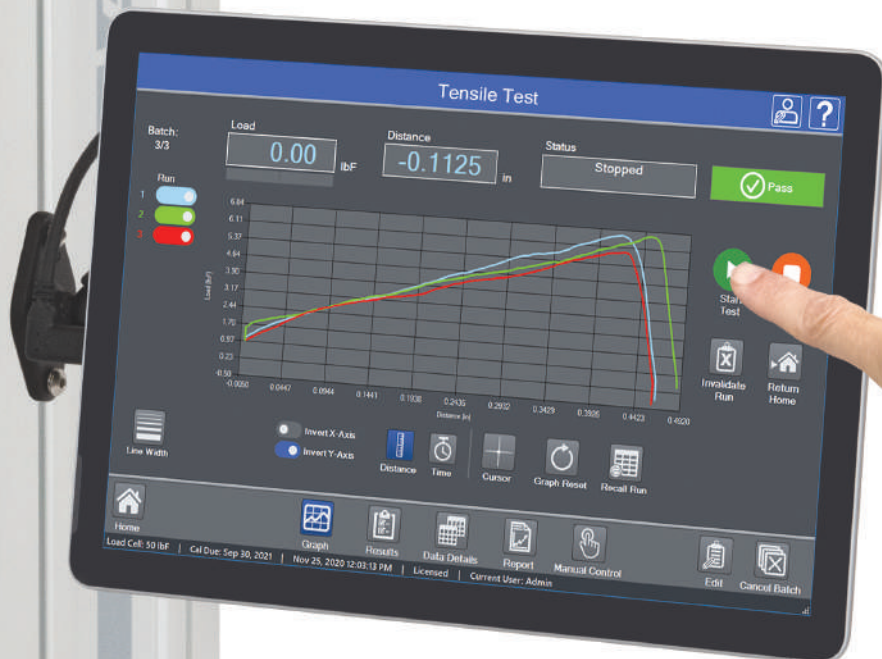 Tensile Test
?
Batch:
3/3
Load
0.00
lbF
Distance
-0.1125
in
Status
Stopped
Pass
Run
1
2
3
6.84
6.11
5.37
4.64
3.90
3.17
2.44
1.70
0.97
0.23
-0.50
Load (lbF)
-0.0050
0.0447
0.0944
0.1441
0.1938
0.2435
0.2932
0.3429
0.3926
0.4423
0.4920
Distance (in)
Start
Test
Invalidate
Run
Return
Home
Line Width
Invert X-Axis
Invert Y-Axis
Distance
Time
Cursor
Graph Reset
Recall Run
Home
Graph
Results
Data Details
Report
Manual Control
Edit
Cancel Batch
Load Cell: 50 lbF | Cal Due: Sep 30, 2021 | Nov 25, 2020 12:03:13 PM | Licensed | Current User: Admin